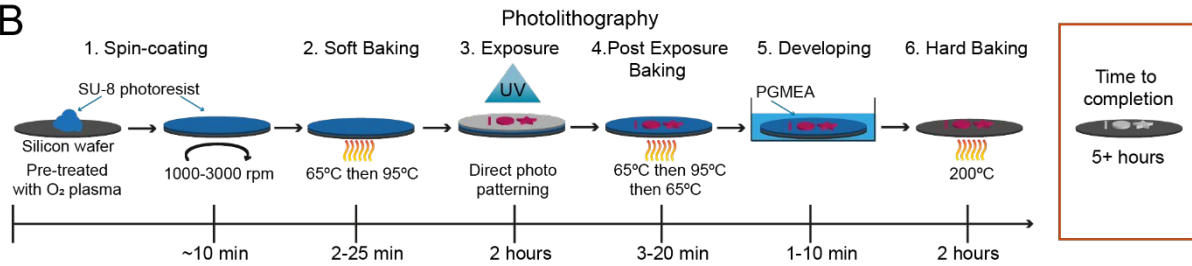 B
Photolithography
1. Spin-coating
2. Soft Baking
3. Exposure
4.Post Exposure
Baking
5. Developing
6. Hard Baking
SU-8 photoresist
UV
PGMEA
Silicon wafer
Pre-treated
with O₂ plasma
1000-3000 rpm
65ºC then 95ºC
Direct photo
patterning
65ºC then 95ºC
then 65ºC
200ºC
~10 min
2-25 min
2 hours
3-20 min
1-10 min
2 hours
Time to
completion
5+ hours